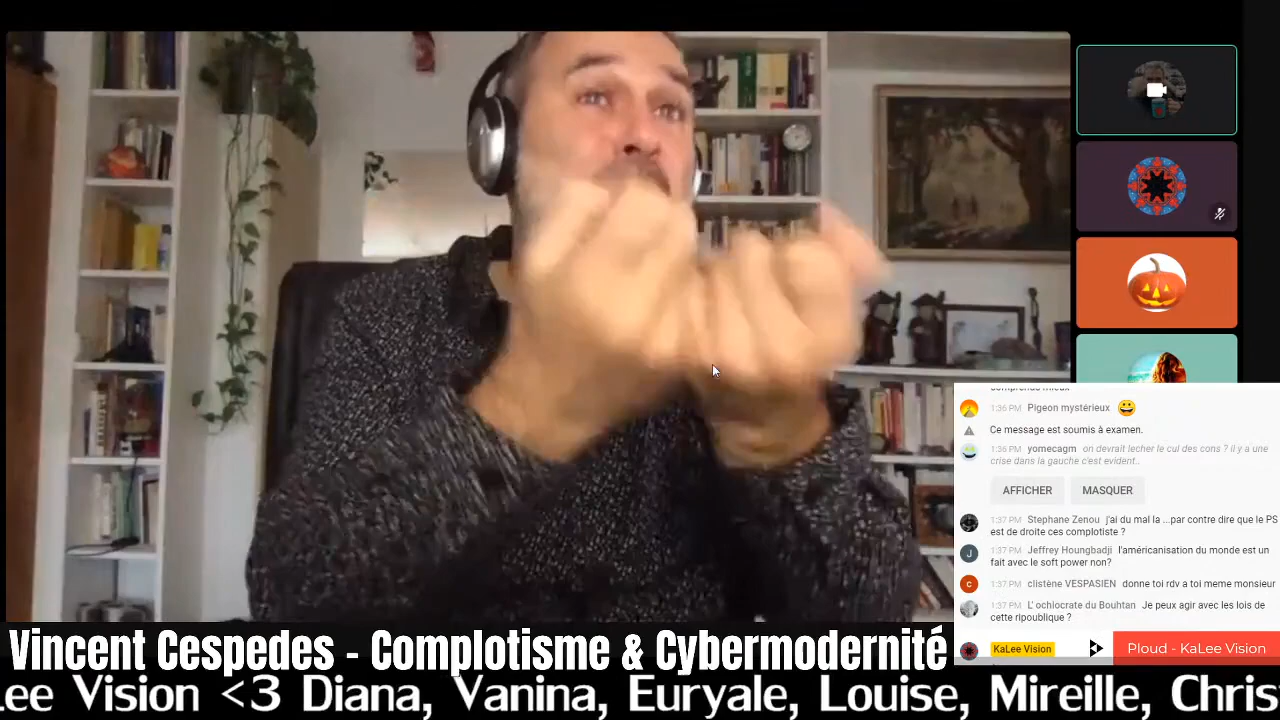 1:36 PM Pigeon mystérieux
Ce message est soumis à examen.
1:36 PM yomecagm on devrait lecher le cul des cons ? il y a une
crise dans la gauche c'est evident..
AFFICHER MASQUER
1:37 PM Stephane Zenou j'ai du mal la ...par contre dire que le PS
est de droite ces complotiste ?
1:37 PM Jeffrey Houngbadji l'américanisation du monde est un
fait avec le soft power non?
1:37 PM clistène VESPASIEN donne toi rdv a toi meme monsieur
1:37 PM L' ochlocrate du Bouhtan Je peux agir avec les lois de
cette ripoublique ?
KaLee Vision
Ploud - KaLee Vision
Vincent Cespedes - Complotisme & Cybermodernité
Lee Vision <3 Diana, Vanina, Euryale, Louise, Mireille, Chris